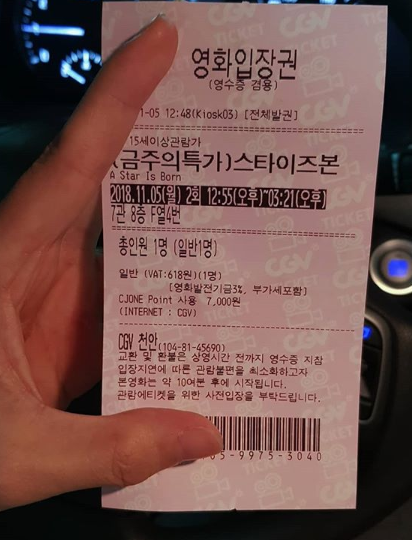 영화입장권
(영수증 겸용)
1-05 12:48(Kiosk03) [전체발권]
15세이상관람가
(금주의특가)스타이즈본
A Star Is Born
2018.11.05(월) 2회 12:55(오후)~03:21(오후)
7관 8층 F열4번
총인원 1명 (일반1명)
일반 (VAT:618원)(1명)
[영화발전기금3%, 부가세포함]
CJONE Point 사용 7,000원
(INTERNET : CGV)
CGV 천안(104-81-45690)
교환 및 환불은 상영시간 전까지 영수증 지참
입장지연에 따른 관람불편을 최소화하고자
본영화는 약 10여분 후에 시작됩니다.
관람에티켓을 위한 사전입장을 부탁드립니다.
5-9975-3040